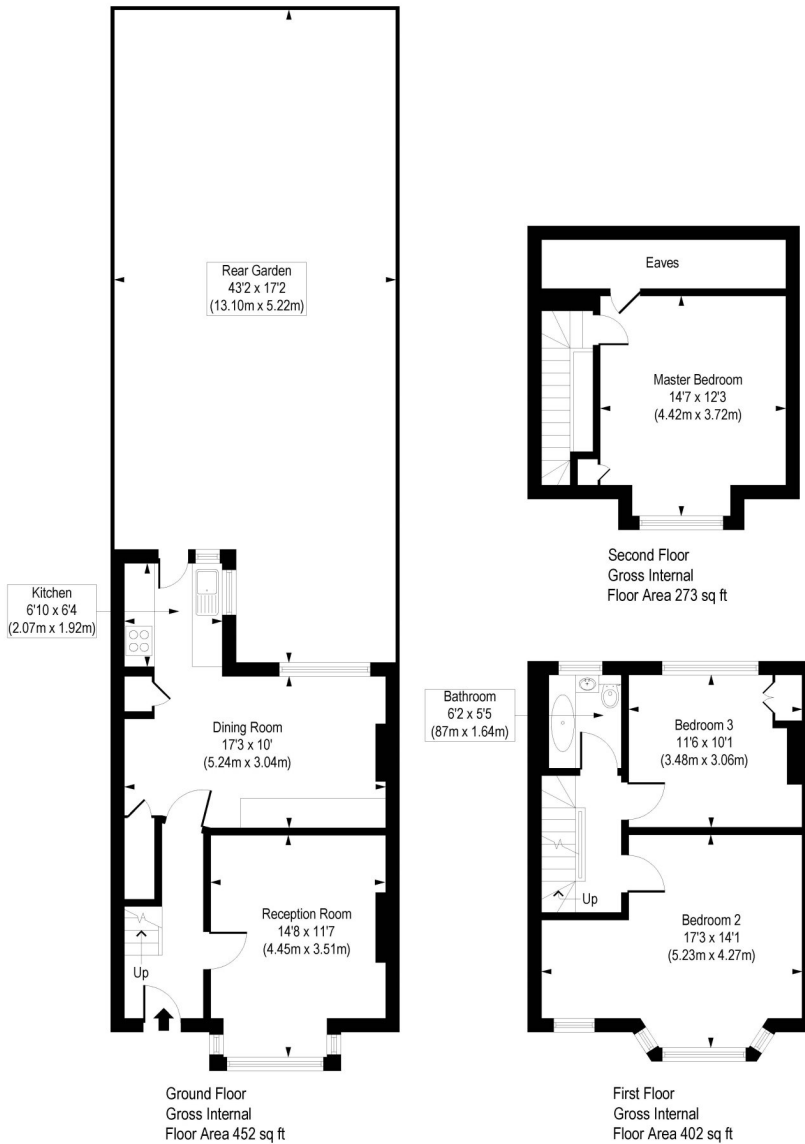 Rear Garden
43'2 x 17'2
(13.10m x 5.22m)
Kitchen
6'10 x 6'4
(2.07m x 1.92m)
Dining Room
17'3 x 10'
(5.24m x 3.04m)
Reception Room
14'8 x 11'7
(4.45m x 3.51m)
Up
Ground Floor
Gross Internal
Floor Area 452 sq ft
Eaves
Master Bedroom
14'7 x 12'3
(4.42m x 3.72m)
Second Floor
Gross Internal
Floor Area 273 sq ft
Bathroom
6'2 x 5'5
(87m x 1.64m)
Bedroom 3
11'6 x 10'1
(3.48m x 3.06m)
Up
Bedroom 2
17'3 x 14'1
(5.23m x 4.27m)
First Floor
Gross Internal
Floor Area 402 sq ft